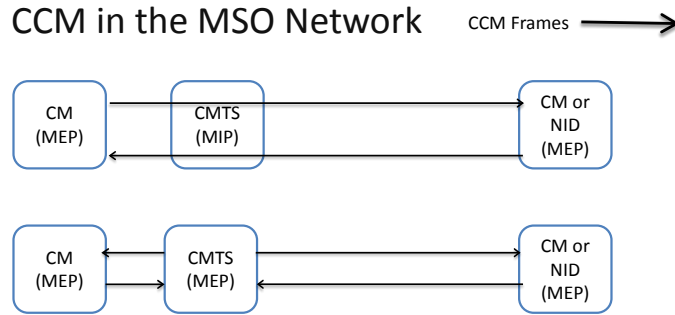 CCM in the MSO Network
CCM Frames
CM
(MEP)
CMTS
(MIP)
CM or
NID
(MEP)
CM
(MEP)
CMTS
(MEP)
CM or
NID
(MEP)